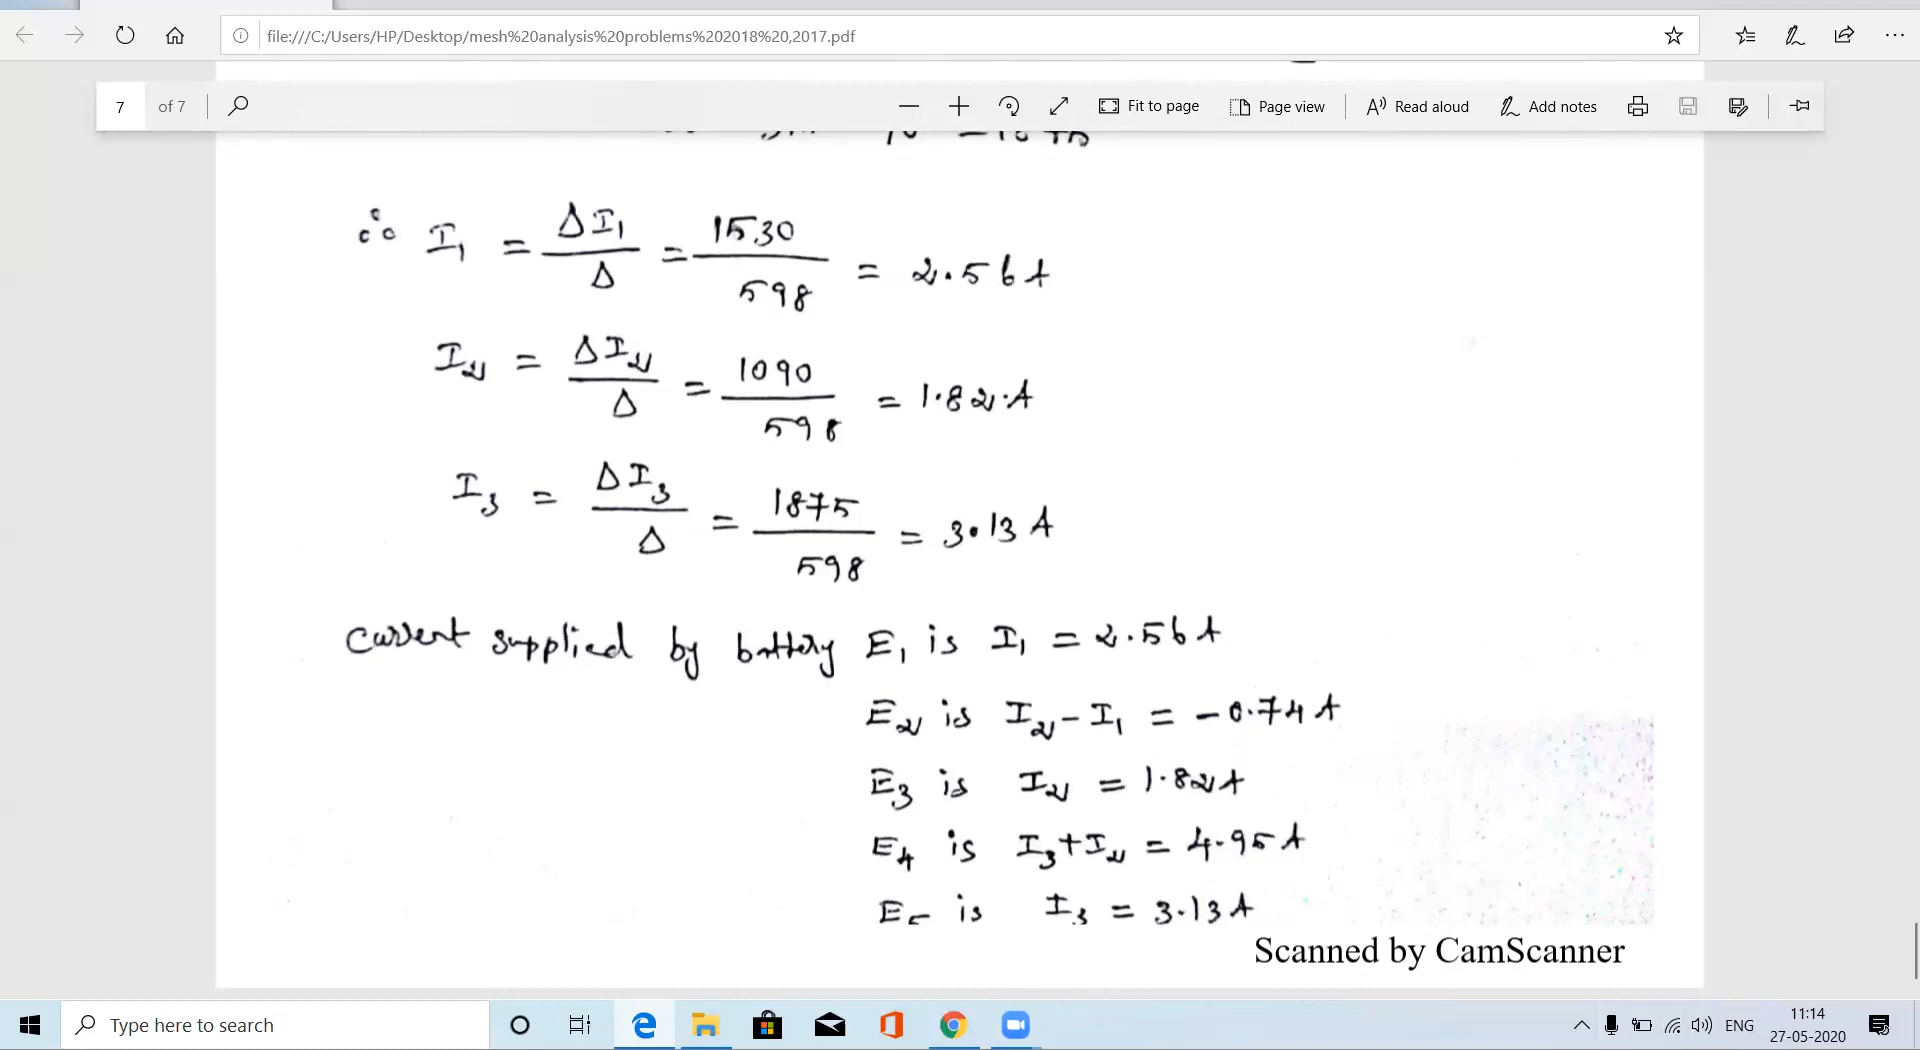 file:///C:/Users/HP/Desktop/mesh%20analysis%20problems%202018%20,2017.pdf
7 of 7 Fit to page Page view Read aloud Add notes
∴ I₁ = ΔI₁/Δ = 1530/598 = 2.56A
I₂ = ΔI₂/Δ = 1090/598 = 1.82.A
I₃ = ΔI₃/Δ = 1875/598 = 3.13 A
Current supplied by battery E₁ is I₁ = 2.56A
E₂ is I₂-I₁ = -0.74A
E₃ is I₂ = 1.82A
E₄ is I₃+I₂ = 4.95A
E₅ is I₃ = 3.13A
Scanned by CamScanner
Type here to search
ENG
11:14
27-05-2020